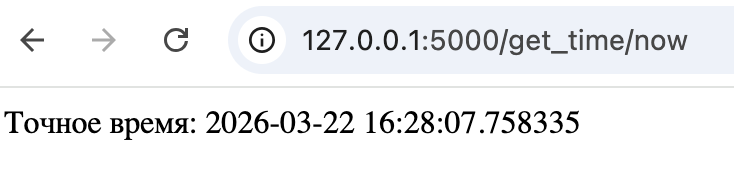 127.0.0.1:5000/get_time/now
Точное время: 2026-03-22 16:28:07.758335